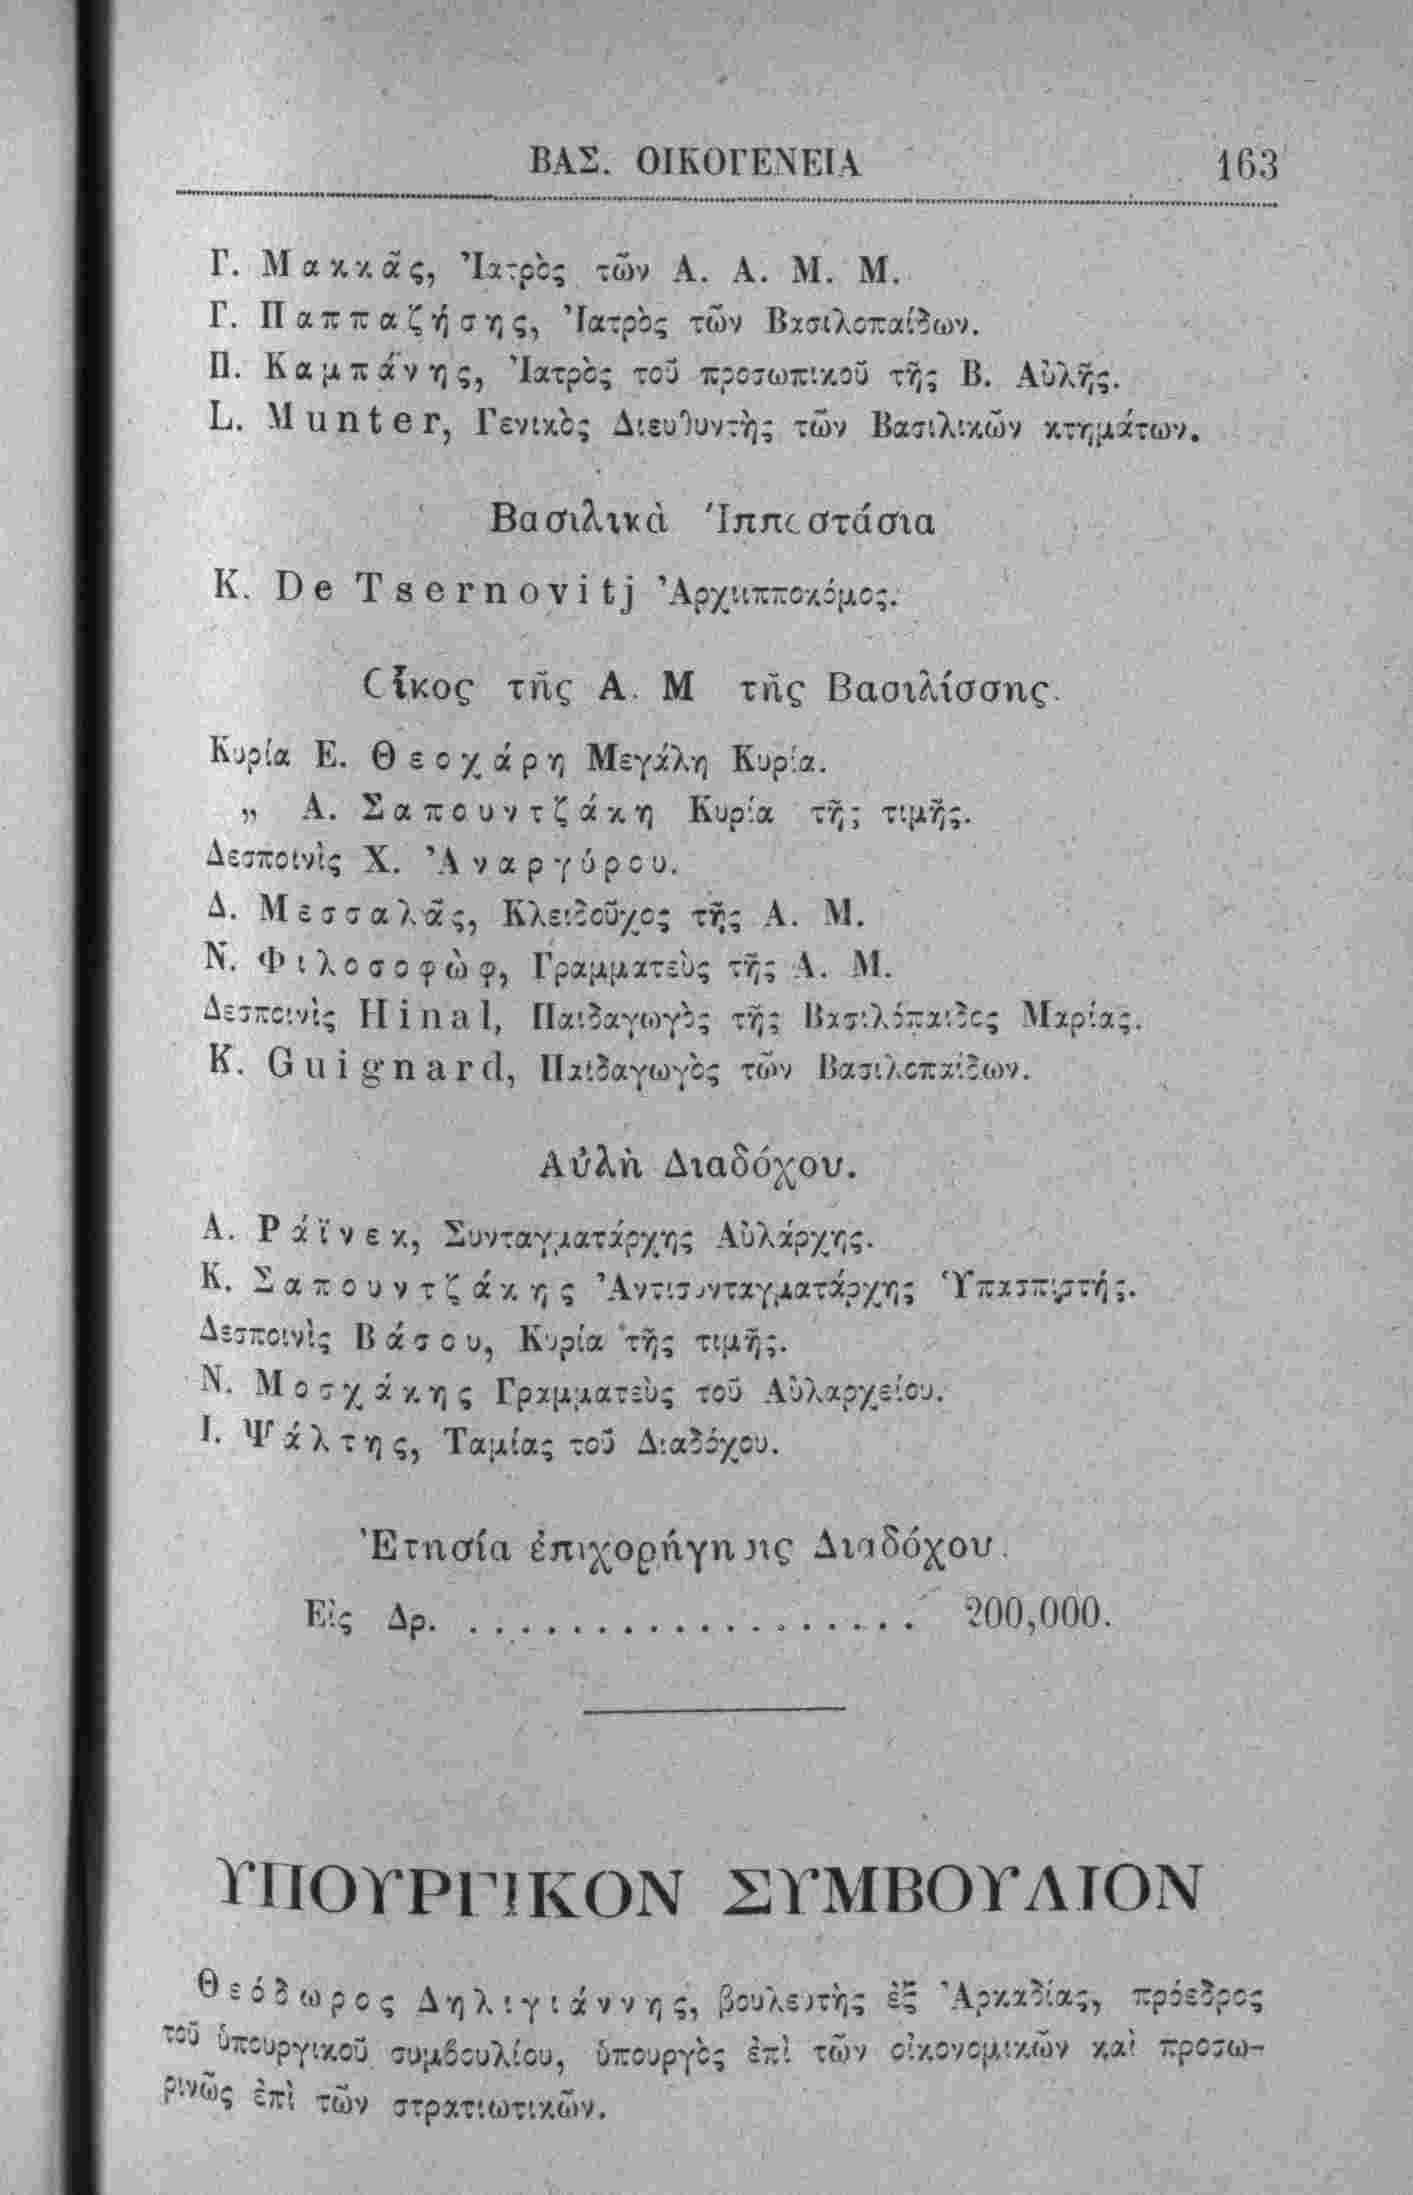 ΒΑΣ. ΟΙΚΟΓΕΝΕΙΑ 163
Γ. Μακκᾶς, Ἰατρὸς τῶν Α. Α. Μ. Μ.
Γ. Παππαζήσης, Ἰατρὸς τῶν Βασιλοπαίδων.
Π. Καμπάνης, Ἰατρὸς τοῦ προσωπικοῦ τῆς Β. Αὐλῆς.
L. Munter, Γενικὸς Διευθυντὴς τῶν Βασιλικῶν κτημάτων.
Βασιλικὰ Ἱπποστάσια
Κ. De Tsernovitj Ἀρχιιπποκόμος.
Οἶκος τῆς Α. Μ τῆς Βασιλίσσης.
Κυρία Ε. Θεοχάρη Μεγάλη Κυρία.
„ Α. Σαπουντζάκη Κυρία τῆς τιμῆς.
Δεσποινὶς Χ. Ἀναργύρου.
Δ. Μεσσαλᾶς, Κλειδοῦχος τῆς Α. Μ.
Ν. Φιλοσοφὼφ, Γραμματεὺς τῆς Α. Μ.
Δεσποινὶς Hinal, Παιδαγωγὸς τῆς Βασιλόπαιδος Μαρίας.
Κ. Guignard, Παιδαγωγὸς τῶν Βασιλοπαίδων.
Αὐλὴ Διαδόχου.
Α. Ράϊνεκ, Συνταγματάρχης Αὐλάρχης.
Κ. Σαπουντζάκης Ἀντισυνταγματάρχης Ὑπασπιστής.
Δεσποινὶς Βάσου, Κυρία τῆς τιμῆς.
Ν. Μοσχάκης Γραμματεὺς τοῦ Αὐλαρχείου.
Ι. Ψάλτης, Ταμίας τοῦ Διαδόχου.
Ἐτησία ἐπιχορήγησις Διαδόχου.
Εἰς Δρ. . . . . . . . . . . . . . . . . . . 200,000.
ΥΠΟΥΡΓΙΚΟΝ ΣΥΜΒΟΥΛΙΟΝ
Θεόδωρος Δηλιγιάννης, βουλευτὴς ἐξ Ἀρκαδίας, πρόεδρος
τοῦ ὑπουργικοῦ συμβουλίου, ὑπουργὸς ἐπὶ τῶν οἰκονομικῶν καὶ προσω-
ρινῶς ἐπὶ τῶν στρατιωτικῶν.